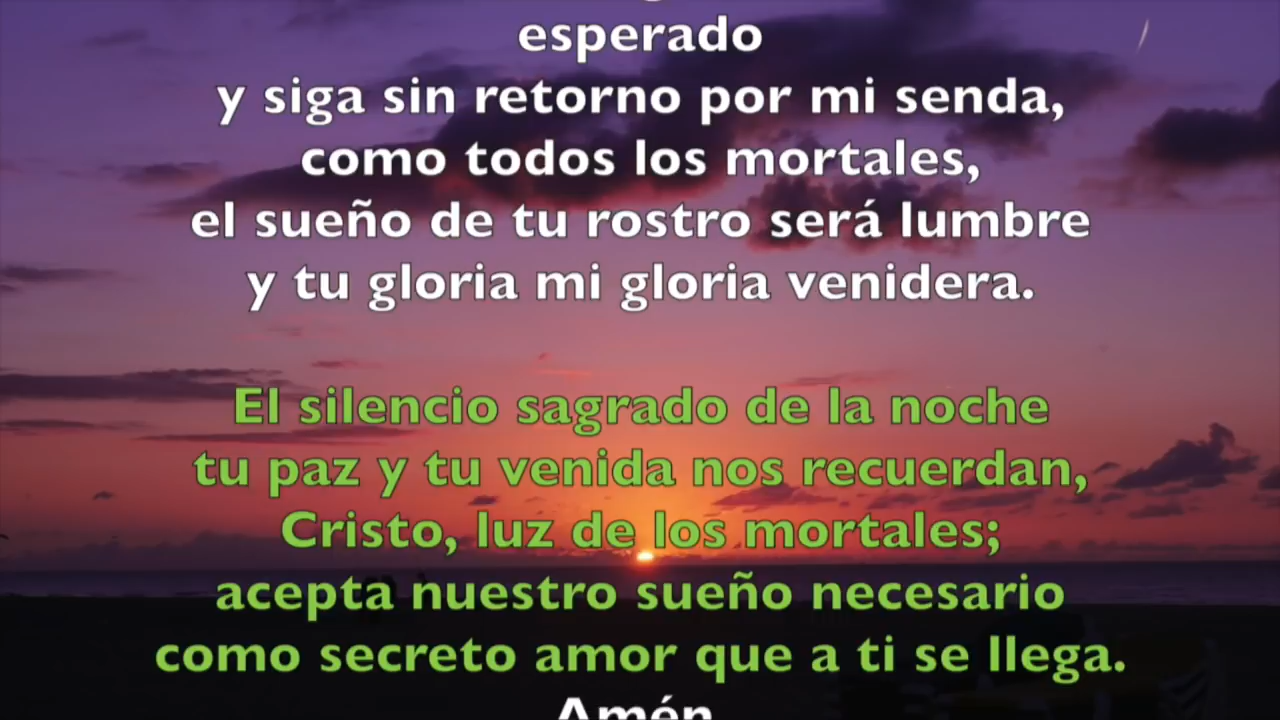 esperado
y siga sin retorno por mi senda,
como todos los mortales,
el sueño de tu rostro será lumbre
y tu gloria mi gloria venidera.
El silencio sagrado de la noche
tu paz y tu venida nos recuerdan,
Cristo, luz de los mortales;
acepta nuestro sueño necesario
como secreto amor que a ti se llega.
Amén